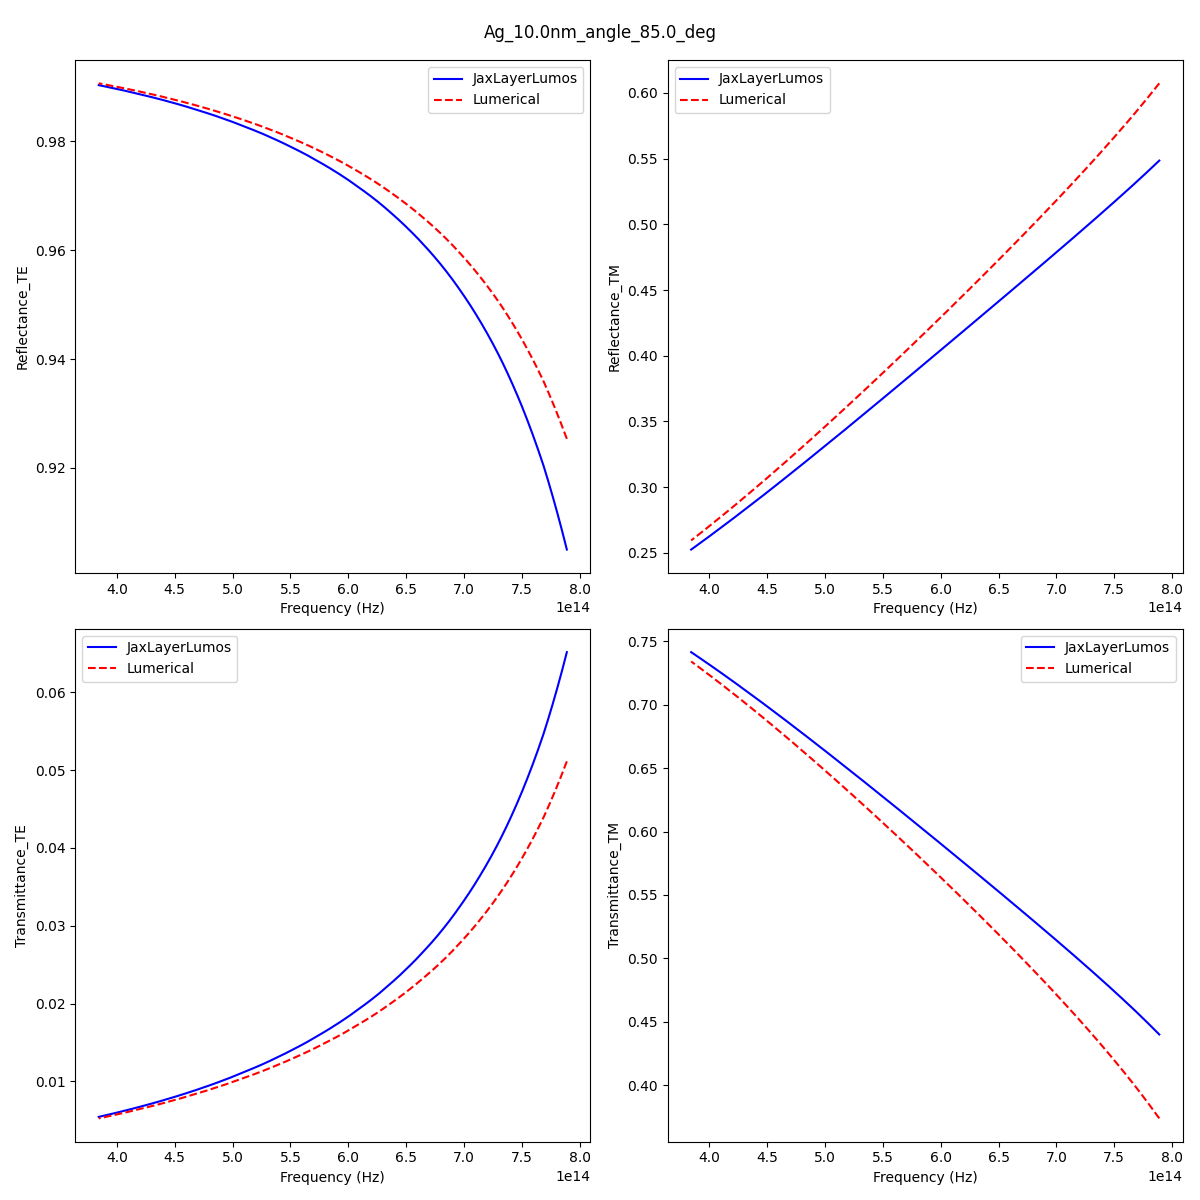 Ag_10.0nm_angle_85.0_deg
JaxLayerLumos
Lumerical
Reflectance_TE
0.98
0.96
0.94
0.92
4.0 4.5 5.0 5.5 6.0 6.5 7.0 7.5 8.0
1e14
Frequency (Hz)
JaxLayerLumos
Lumerical
Reflectance_TM
0.60
0.55
0.50
0.45
0.40
0.35
0.30
0.25
4.0 4.5 5.0 5.5 6.0 6.5 7.0 7.5 8.0
1e14
Frequency (Hz)
JaxLayerLumos
Lumerical
Transmittance_TE
0.06
0.05
0.04
0.03
0.02
0.01
4.0 4.5 5.0 5.5 6.0 6.5 7.0 7.5 8.0
1e14
Frequency (Hz)
JaxLayerLumos
Lumerical
Transmittance_TM
0.75
0.70
0.65
0.60
0.55
0.50
0.45
0.40
4.0 4.5 5.0 5.5 6.0 6.5 7.0 7.5 8.0
1e14
Frequency (Hz)